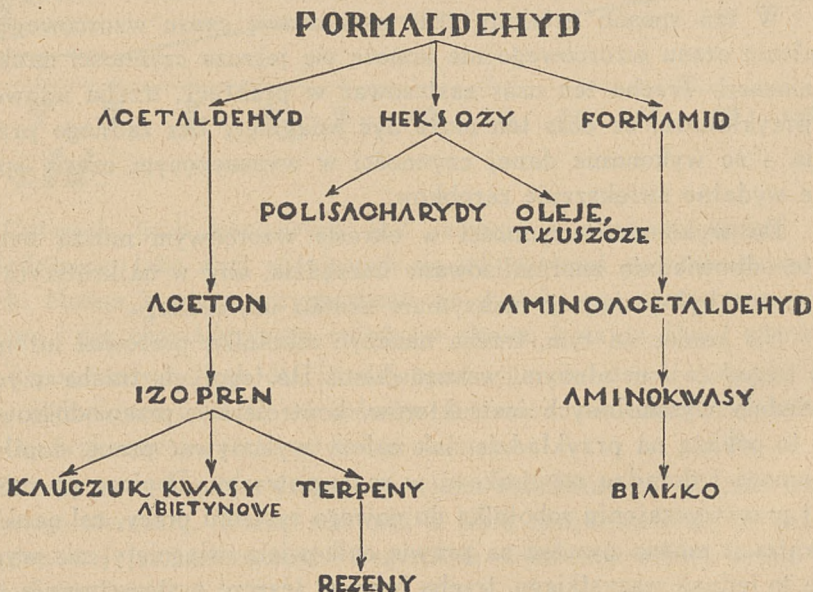 FORMALDEHYD
ACETALDEHYD HEKSOZY FORMAMID
POLISACHARYDY OLEJE,
TŁUSZCZE
ACETON AMINOACETALDEHYD
IZOPREN AMINOKWASY
KAUCZUK KWASY TERPENY BIAŁKO
ABIETYNOWE
REZENY